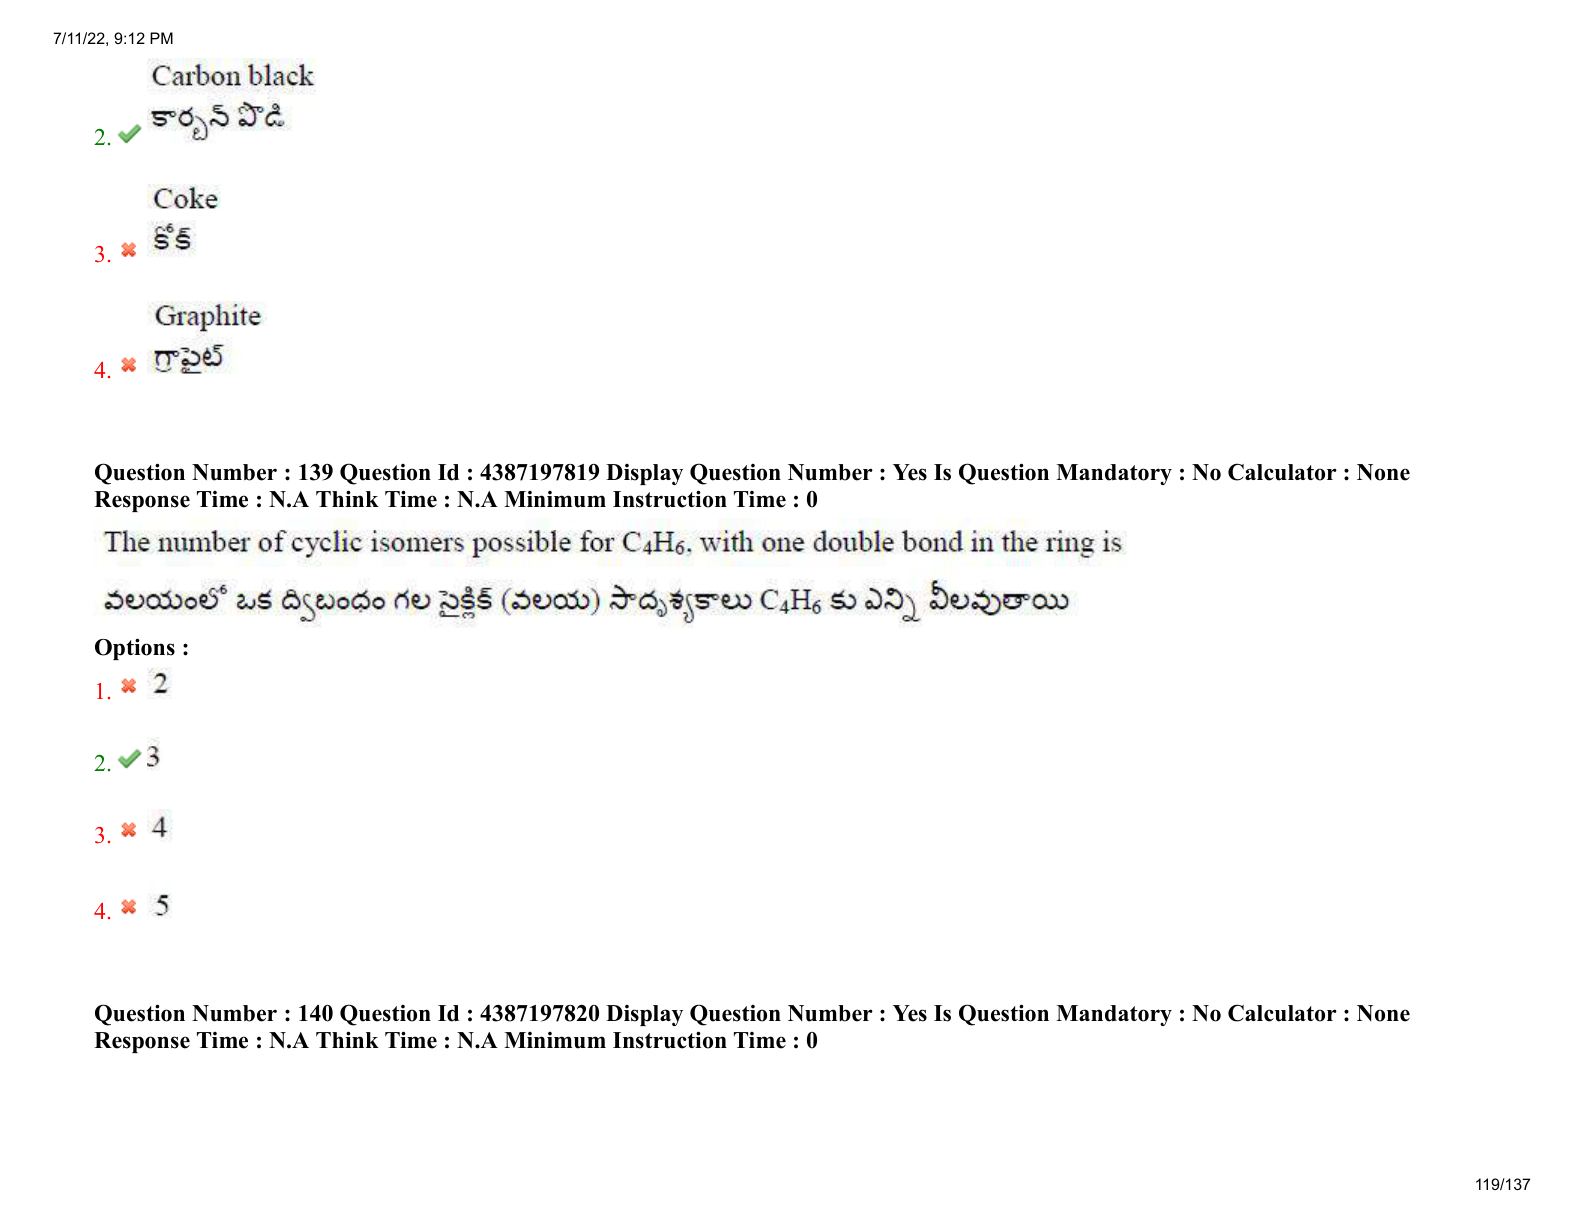 7/11/22, 9:12 PM
Carbon black
కార్బన్ పొడి
2.
Coke
కోక్
3.
Graphite
గ్రాఫైట్
4.
Question Number : 139 Question Id : 4387197819 Display Question Number : Yes Is Question Mandatory : No Calculator : None
Response Time : N.A Think Time : N.A Minimum Instruction Time : 0
The number of cyclic isomers possible for C₄H₆, with one double bond in the ring is
వలయంలో ఒక ద్విబంధం గల సైక్లిక్ (వలయ) సాదృశ్యకాలు C₄H₆ కు ఎన్ని వీలవుతాయి
Options :
1. 2
2. 3
3. 4
4. 5
Question Number : 140 Question Id : 4387197820 Display Question Number : Yes Is Question Mandatory : No Calculator : None
Response Time : N.A Think Time : N.A Minimum Instruction Time : 0
119/137